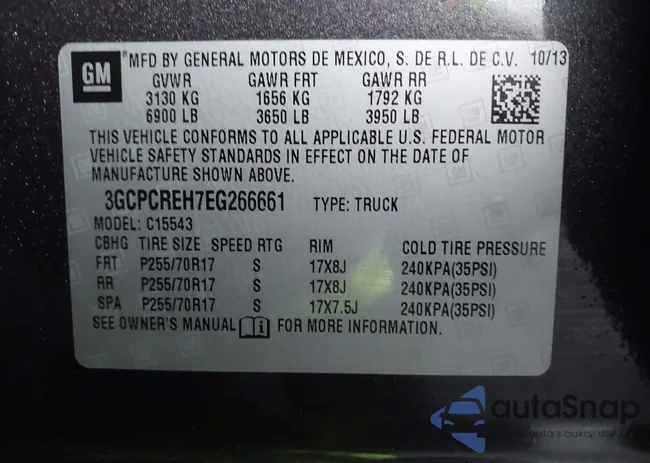 GM
*MFD BY GENERAL MOTORS DE MEXICO, S. DE R.L. DE C.V. 10/13
GVWR GAWR FRT GAWR RR
3130 KG 1656 KG 1792 KG
6900 LB 3650 LB 3950 LB
THIS VEHICLE CONFORMS TO ALL APPLICABLE U.S. FEDERAL MOTOR
VEHICLE SAFETY STANDARDS IN EFFECT ON THE DATE OF
MANUFACTURE SHOWN ABOVE.
3GCPCREH7EG266661 TYPE: TRUCK
MODEL: C15543
CBHG TIRE SIZE SPEED RTG RIM COLD TIRE PRESSURE
FRT P255/70R17 S 17X8J 240KPA(35PSI)
RR P255/70R17 S 17X8J 240KPA(35PSI)
SPA P255/70R17 S 17X7.5J 240KPA(35PSI)
SEE OWNER'S MANUAL FOR MORE INFORMATION.
autaSnap
Auta z aukcji USA